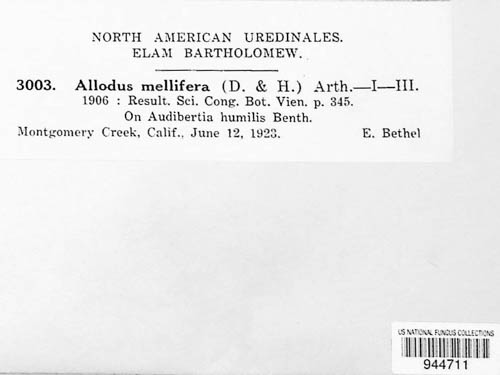 NORTH AMERICAN UREDINALES.
ELAM BARTHOLOMEW.
3003. Allodus mellifera (D. & H.) Arth.—I—III.
1906 : Result. Sci. Cong. Bot. Vien. p. 345.
On Audibertia humilis Benth.
Montgomery Creek, Calif., June 12, 1923. E. Bethel
US NATIONAL FUNGUS COLLECTIONS
944711